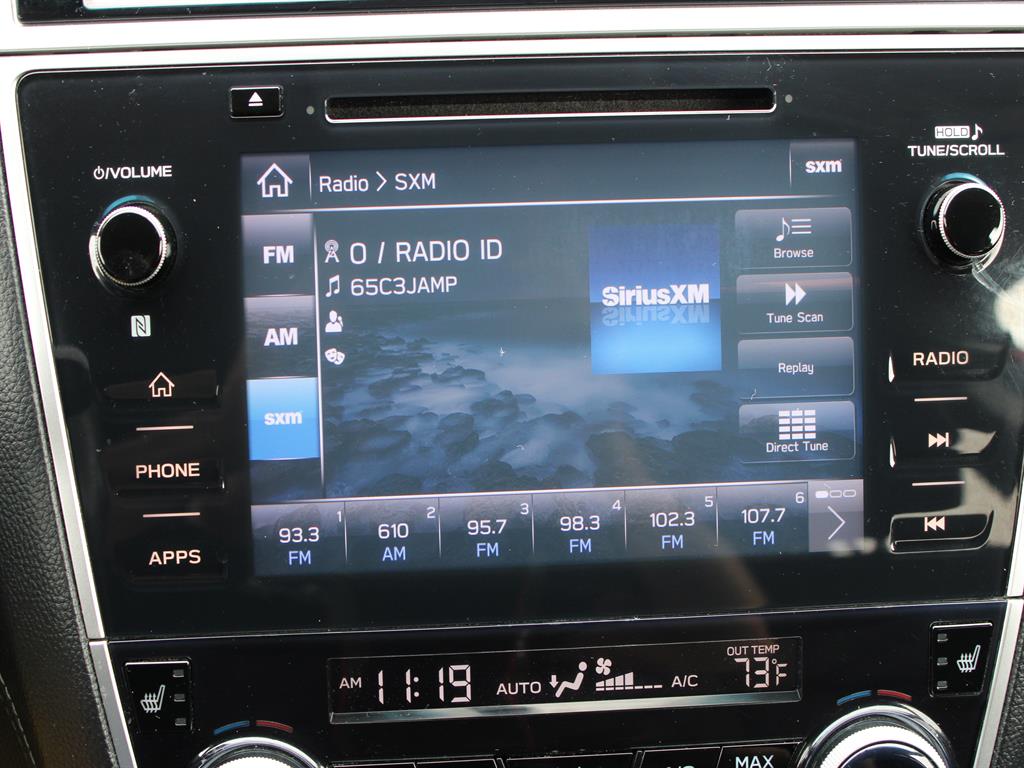 HOLD
TUNE/SCROLL
/VOLUME
Radio > SXM
sxm
FM
0 / RADIO ID
Browse
65C3JAMP
SiriusXM
Tune Scan
AM
RADIO
Replay
sxm
Direct Tune
PHONE
APPS
1 2 3 4 5 6
93.3 610 95.7 98.3 102.3 107.7
FM AM FM FM FM FM
OUT TEMP
AM 11:19 AUTO A/C 73°F
MAX